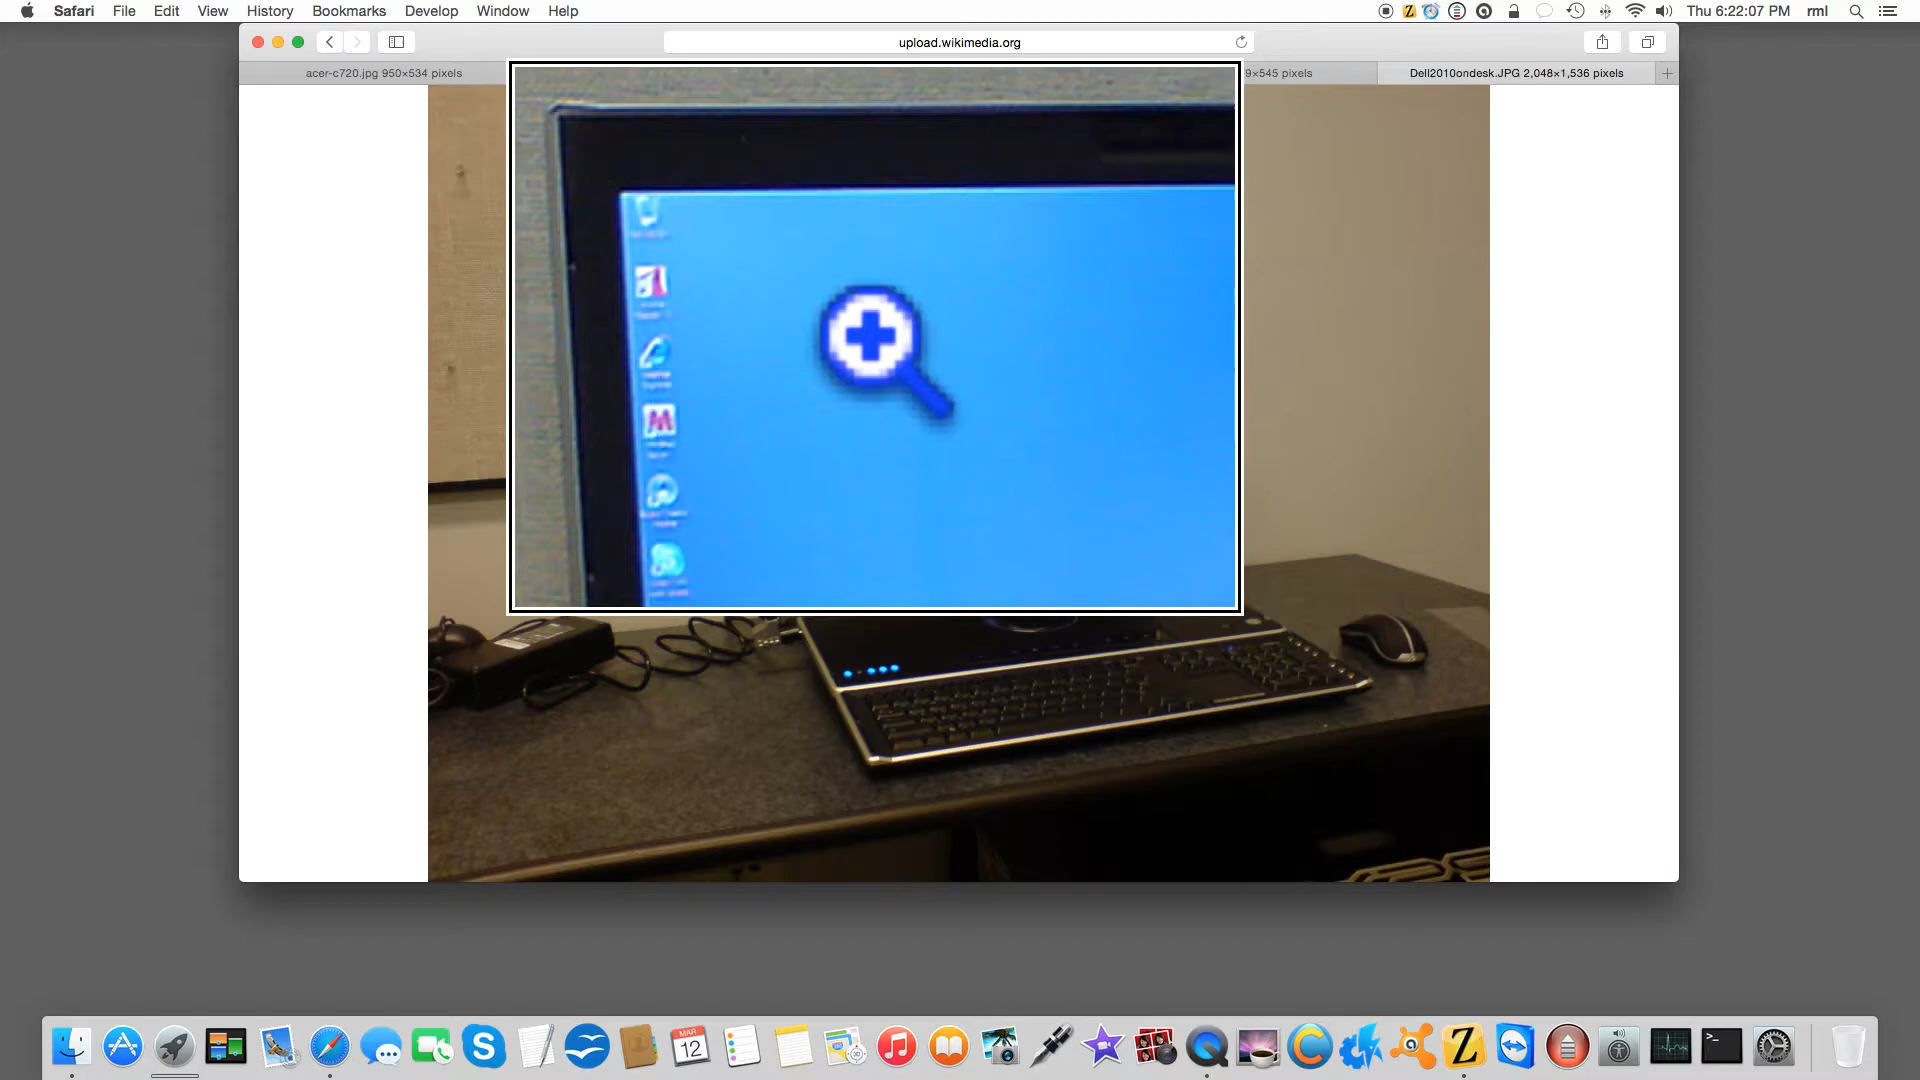 Safari File Edit View History Bookmarks Develop Window Help Thu 6:22:07 PM rml
upload.wikimedia.org
acer-c720.jpg 950×534 pixels 9×545 pixels Dell2010ondesk.JPG 2,048×1,536 pixels
MAR
12